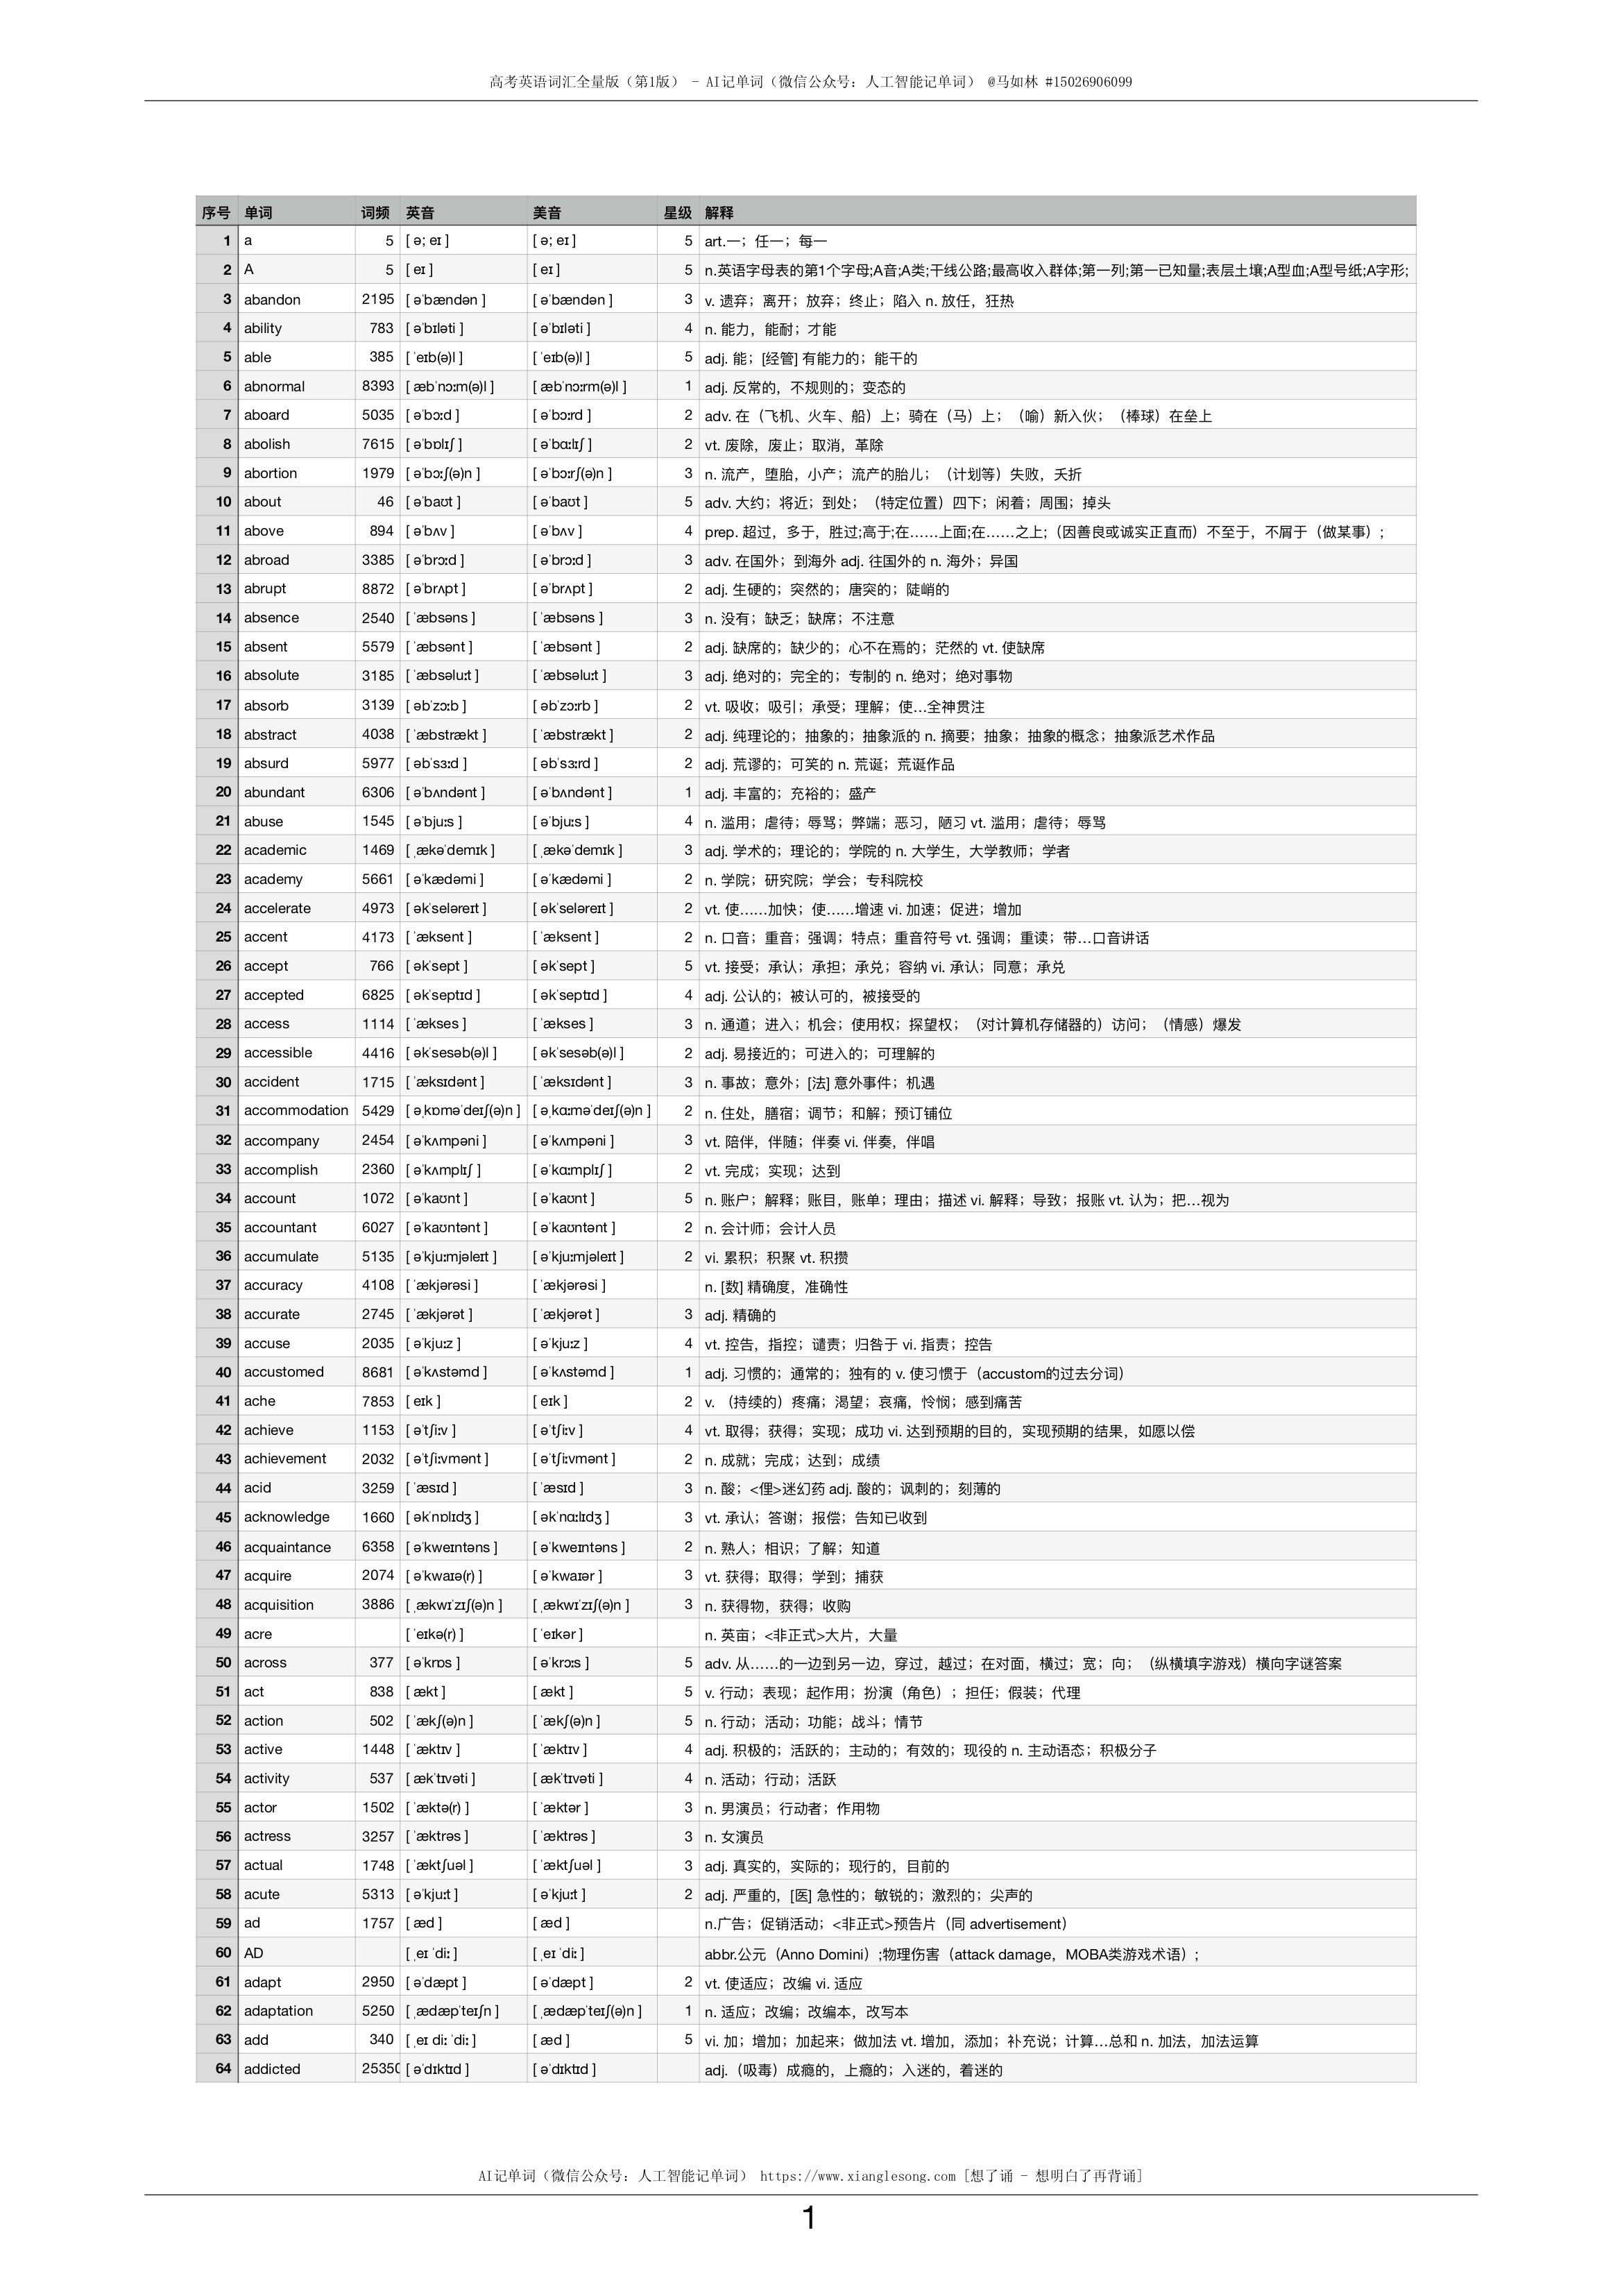 高考英语词汇全量版（第1版） - AI记单词（微信公众号：人工智能记单词） @马如林 #15026906099
序号 单词 词频 英音 美音 星级 解释
1 a 5 [ ə; eɪ ] [ ə; eɪ ] 5 art.一；任一；每一
2 A 5 [ eɪ ] [ eɪ ] 5 n.英语字母表的第1个字母;A音;A类;干线公路;最高收入群体;第一列;第一已知量;表层土壤;A型血;A型号纸;A字形;
3 abandon 2195 [ əˈbændən ] [ əˈbændən ] 3 v. 遗弃；离开；放弃；终止；陷入 n. 放任，狂热
4 ability 783 [ əˈbɪləti ] [ əˈbɪləti ] 4 n. 能力，能耐；才能
5 able 385 [ ˈeɪb(ə)l ] [ ˈeɪb(ə)l ] 5 adj. 能；[经管] 有能力的；能干的
6 abnormal 8393 [ æbˈnɔːm(ə)l ] [ æbˈnɔːrm(ə)l ] 1 adj. 反常的，不规则的；变态的
7 aboard 5035 [ əˈbɔːd ] [ əˈbɔːrd ] 2 adv. 在（飞机、火车、船）上；骑在（马）上；（喻）新入伙；（棒球）在垒上
8 abolish 7615 [ əˈbɒlɪʃ ] [ əˈbɑːlɪʃ ] 2 vt. 废除，废止；取消，革除
9 abortion 1979 [ əˈbɔːʃ(ə)n ] [ əˈbɔːrʃ(ə)n ] 3 n. 流产，堕胎，小产；流产的胎儿；（计划等）失败，夭折
10 about 46 [ əˈbaʊt ] [ əˈbaʊt ] 5 adv. 大约；将近；到处；（特定位置）四下；闲着；周围；掉头
11 above 894 [ əˈbʌv ] [ əˈbʌv ] 4 prep. 超过，多于，胜过;高于;在……上面;在……之上;（因善良或诚实正直而）不至于，不屑于（做某事）;
12 abroad 3385 [ əˈbrɔːd ] [ əˈbrɔːd ] 3 adv. 在国外；到海外 adj. 往国外的 n. 海外；异国
13 abrupt 8872 [ əˈbrʌpt ] [ əˈbrʌpt ] 2 adj. 生硬的；突然的；唐突的；陡峭的
14 absence 2540 [ ˈæbsəns ] [ ˈæbsəns ] 3 n. 没有；缺乏；缺席；不注意
15 absent 5579 [ ˈæbsənt ] [ ˈæbsənt ] 2 adj. 缺席的；缺少的；心不在焉的；茫然的 vt. 使缺席
16 absolute 3185 [ ˈæbsəluːt ] [ ˈæbsəluːt ] 3 adj. 绝对的；完全的；专制的 n. 绝对；绝对事物
17 absorb 3139 [ əbˈzɔːb ] [ əbˈzɔːrb ] 2 vt. 吸收；吸引；承受；理解；使…全神贯注
18 abstract 4038 [ ˈæbstrækt ] [ ˈæbstrækt ] 2 adj. 纯理论的；抽象的；抽象派的 n. 摘要；抽象；抽象的概念；抽象派艺术作品
19 absurd 5977 [ əbˈsɜːd ] [ əbˈsɜːrd ] 2 adj. 荒谬的；可笑的 n. 荒诞；荒诞作品
20 abundant 6306 [ əˈbʌndənt ] [ əˈbʌndənt ] 1 adj. 丰富的；充裕的；盛产
21 abuse 1545 [ əˈbjuːs ] [ əˈbjuːs ] 4 n. 滥用；虐待；辱骂；弊端；恶习，陋习 vt. 滥用；虐待；辱骂
22 academic 1469 [ ˌækəˈdemɪk ] [ ˌækəˈdemɪk ] 3 adj. 学术的；理论的；学院的 n. 大学生，大学教师；学者
23 academy 5661 [ əˈkædəmi ] [ əˈkædəmi ] 2 n. 学院；研究院；学会；专科院校
24 accelerate 4973 [ əkˈseləreɪt ] [ əkˈseləreɪt ] 2 vt. 使……加快；使……增速 vi. 加速；促进；增加
25 accent 4173 [ ˈæksent ] [ ˈæksent ] 2 n. 口音；重音；强调；特点；重音符号 vt. 强调；重读；带…口音讲话
26 accept 766 [ əkˈsept ] [ əkˈsept ] 5 vt. 接受；承认；承担；承兑；容纳 vi. 承认；同意；承兑
27 accepted 6825 [ əkˈseptɪd ] [ əkˈseptɪd ] 4 adj. 公认的；被认可的，被接受的
28 access 1114 [ ˈækses ] [ ˈækses ] 3 n. 通道；进入；机会；使用权；探望权；（对计算机存储器的）访问；（情感）爆发
29 accessible 4416 [ əkˈsesəb(ə)l ] [əkˈsesəb(ə)l ] 2 adj. 易接近的；可进入的；可理解的
30 accident 1715 [ ˈæksɪdənt ] [ ˈæksɪdənt ] 3 n. 事故；意外；[法] 意外事件；机遇
31 accommodation 5429 [ əˌkɒməˈdeɪʃ(ə)n ] [ əˌkɑːməˈdeɪʃ(ə)n ] 2 n. 住处，膳宿；调节；和解；预订铺位
32 accompany 2454 [ əˈkʌmpəni ] [ əˈkʌmpəni ] 3 vt. 陪伴，伴随；伴奏 vi. 伴奏，伴唱
33 accomplish 2360 [ əˈkʌmplɪʃ ] [ əˈkɑːmplɪʃ ] 2 vt. 完成；实现；达到
34 account 1072 [ əˈkaʊnt ] [ əˈkaʊnt ] 5 n. 账户；解释；账目，账单；理由；描述 vi. 解释；导致；报账 vt. 认为；把…视为
35 accountant 6027 [ əˈkaʊntənt ] [ əˈkaʊntənt ] 2 n. 会计师；会计人员
36 accumulate 5135 [ əˈkjuːmjəleɪt ] [ əˈkjuːmjəleɪt ] 2 vi. 累积；积聚 vt. 积攒
37 accuracy 4108 [ ˈækjərəsi ] [ ˈækjərəsi ] n. [数] 精确度，准确性
38 accurate 2745 [ ˈækjərət ] [ ˈækjərət ] 3 adj. 精确的
39 accuse 2035 [ əˈkjuːz ] [ əˈkjuːz ] 4 vt. 控告，指控；谴责；归咎于 vi. 指责；控告
40 accustomed 8681 [ əˈkʌstəmd ] [ əˈkʌstəmd ] 1 adj. 习惯的；通常的；独有的 v. 使习惯于（accustom的过去分词）
41 ache 7853 [ eɪk ] [ eɪk ] 2 v. （持续的）疼痛；渴望；哀痛，怜悯；感到痛苦
42 achieve 1153 [ əˈtʃiːv ] [ əˈtʃiːv ] 4 vt. 取得；获得；实现；成功 vi. 达到预期的目的，实现预期的结果，如愿以偿
43 achievement 2032 [ əˈtʃiːvmənt ] [ əˈtʃiːvmənt ] 2 n. 成就；完成；达到；成绩
44 acid 3259 [ ˈæsɪd ] [ ˈæsɪd ] 3 n. 酸；<俚>迷幻药 adj. 酸的；讽刺的；刻薄的
45 acknowledge 1660 [ əkˈnɒlɪdʒ ] [ əkˈnɑːlɪdʒ ] 3 vt. 承认；答谢；报偿；告知已收到
46 acquaintance 6358 [ əˈkweɪntəns ] [ əˈkweɪntəns ] 2 n. 熟人；相识；了解；知道
47 acquire 2074 [ əˈkwaɪə(r) ] [ əˈkwaɪər ] 3 vt. 获得；取得；学到；捕获
48 acquisition 3886 [ ˌækwɪˈzɪʃ(ə)n ] [ ˌækwɪˈzɪʃ(ə)n ] 3 n. 获得物，获得；收购
49 acre [ ˈeɪkə(r) ] [ ˈeɪkər ] n. 英亩；<非正式>大片，大量
50 across 377 [ əˈkrɒs ] [ əˈkrɔːs ] 5 adv. 从……的一边到另一边，穿过，越过；在对面，横过；宽；向；（纵横填字游戏）横向字谜答案
51 act 838 [ ækt ] [ ækt ] 5 v. 行动；表现；起作用；扮演（角色）；担任；假装；代理
52 action 502 [ ˈækʃ(ə)n ] [ ˈækʃ(ə)n ] 5 n. 行动；活动；功能；战斗；情节
53 active 1448 [ ˈæktɪv ] [ ˈæktɪv ] 4 adj. 积极的；活跃的；主动的；有效的；现役的 n. 主动语态；积极分子
54 activity 537 [ ækˈtɪvəti ] [ ækˈtɪvəti ] 4 n. 活动；行动；活跃
55 actor 1502 [ ˈæktə(r) ] [ ˈæktər ] 3 n. 男演员；行动者；作用物
56 actress 3257 [ ˈæktrəs ] [ ˈæktrəs ] 3 n. 女演员
57 actual 1748 [ ˈæktʃuəl ] [ ˈæktʃuəl ] 3 adj. 真实的，实际的；现行的，目前的
58 acute 5313 [ əˈkjuːt ] [ əˈkjuːt ] 2 adj. 严重的，[医] 急性的；敏锐的；激烈的；尖声的
59 ad 1757 [ æd ] [ æd ] n.广告；促销活动；<非正式>预告片（同 advertisement）
60 AD [ ˌeɪ ˈdiː ] [ ˌeɪ ˈdiː ] abbr.公元（Anno Domini）;物理伤害（attack damage，MOBA类游戏术语）;
61 adapt 2950 [ əˈdæpt ] [ əˈdæpt ] 2 vt. 使适应；改编 vi. 适应
62 adaptation 5250 [ ˌædæpˈteɪʃn ] [ ˌædæpˈteɪʃ(ə)n ] 1 n. 适应；改编；改编本，改写本
63 add 340 [ ˌeɪ diː ˈdiː ] [ æd ] 5 vi. 加；增加；加起来；做加法 vt. 增加，添加；补充说；计算…总和 n. 加法，加法运算
64 addicted 25350 [ əˈdɪktɪd ] [ əˈdɪktɪd ] adj.（吸毒）成瘾的，上瘾的；入迷的，着迷的
AI记单词（微信公众号：人工智能记单词） https://www.xianglesong.com [想了诵 - 想明白了再背诵]
1